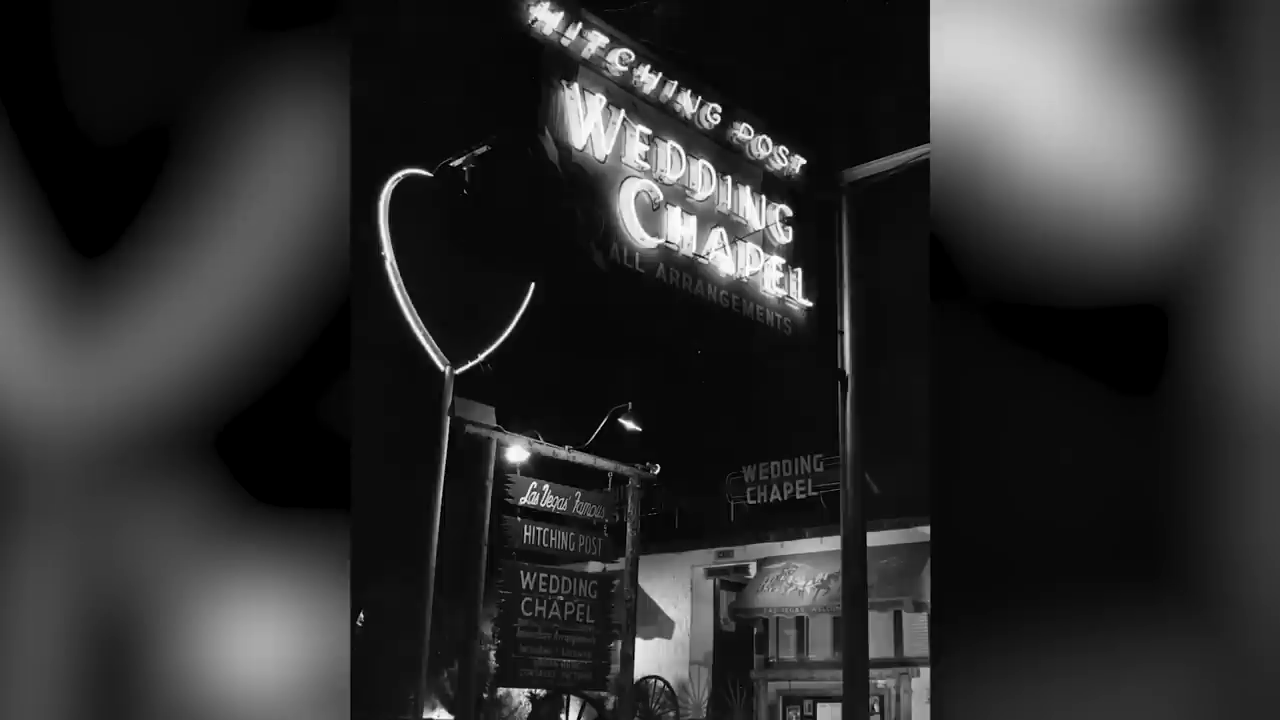 HITCHING POST
WEDDING
CHAPEL
ALL ARRANGEMENTS
WEDDING
CHAPEL
Las Vegas' Famous
HITCHING POST
WEDDING
CHAPEL